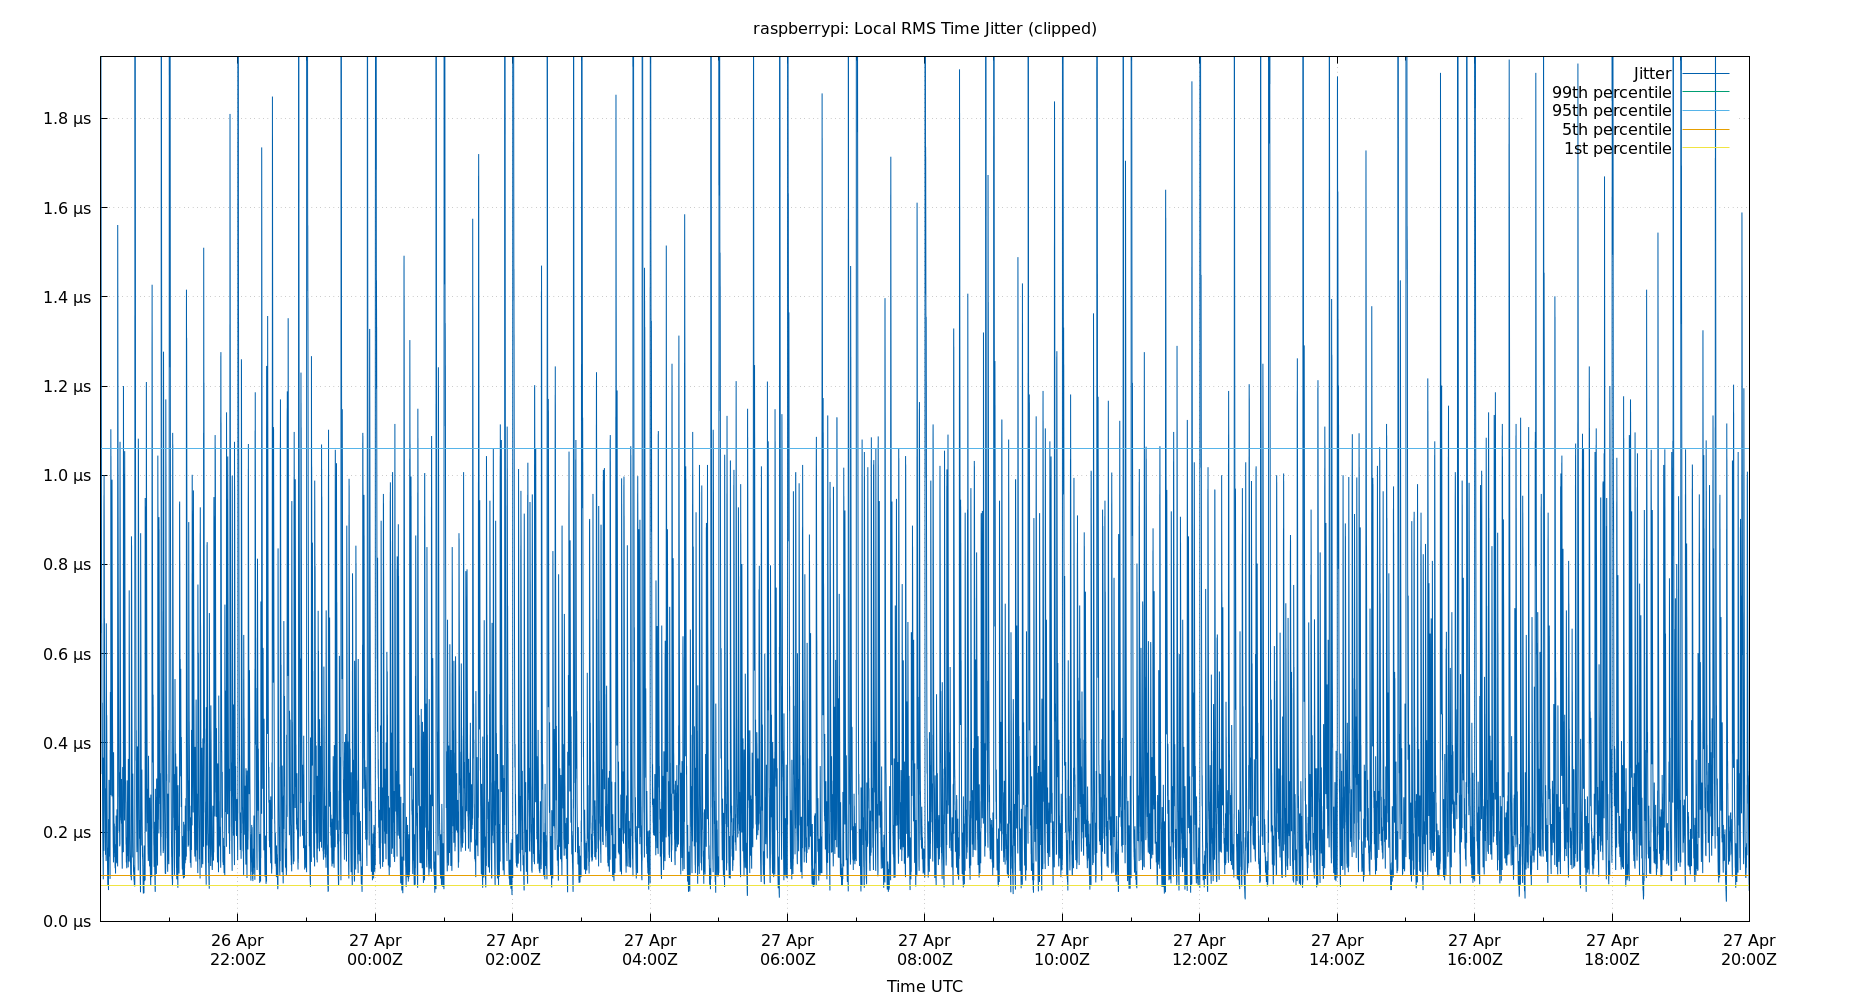 raspberrypi: Local RMS Time Jitter (clipped)
Jitter
99th percentile
95th percentile
5th percentile
1st percentile
1.8 µs
1.6 µs
1.4 µs
1.2 µs
1.0 µs
0.8 µs
0.6 µs
0.4 µs
0.2 µs
0.0 µs
26 Apr 22:00Z
27 Apr 00:00Z
27 Apr 02:00Z
27 Apr 04:00Z
27 Apr 06:00Z
27 Apr 08:00Z
27 Apr 10:00Z
27 Apr 12:00Z
27 Apr 14:00Z
27 Apr 16:00Z
27 Apr 18:00Z
27 Apr 20:00Z
Time UTC